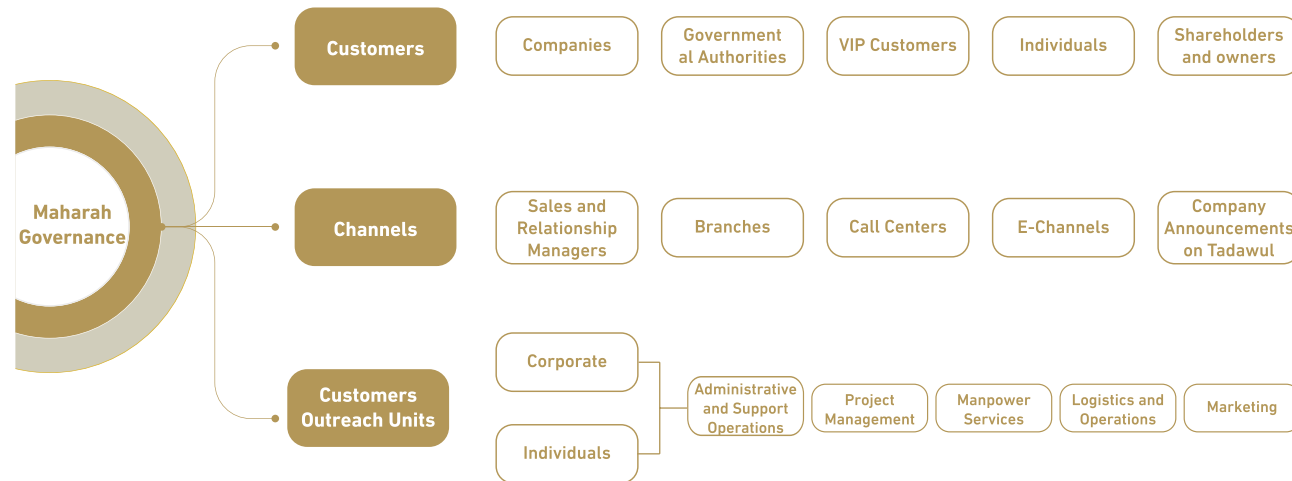 Maharah
Governance
Customers
Companies
Government
al Authorities
VIP Customers
Individuals
Shareholders
and owners
Channels
Sales and
Relationship
Managers
Branches
Call Centers
E-Channels
Company
Announcements
on Tadawul
Customers
Outreach Units
Corporate
Individuals
Administrative
and Support
Operations
Project
Management
Manpower
Services
Logistics and
Operations
Marketing